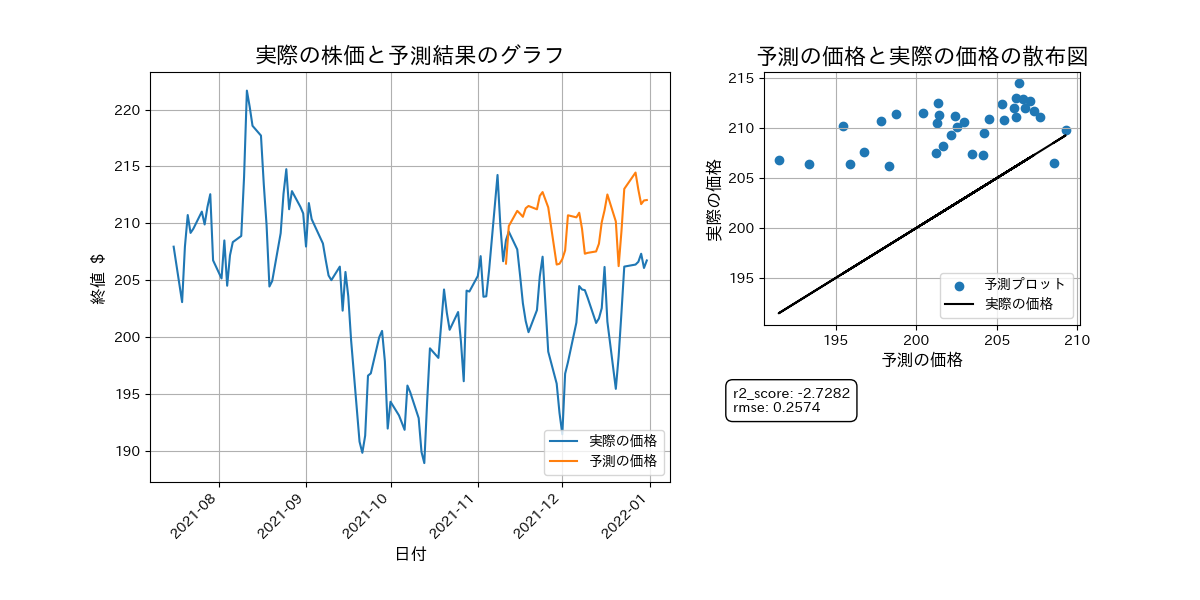 実際の株価と予測結果のグラフ
終値 $
220
215
210
205
200
195
190
2021-08
2021-09
2021-10
2021-11
2021-12
2022-01
日付
実際の価格
予測の価格
予測の価格と実際の価格の散布図
実際の価格
215
210
205
200
195
195
200
205
210
予測の価格
予測プロット
実際の価格
r2_score: -2.7282
rmse: 0.2574